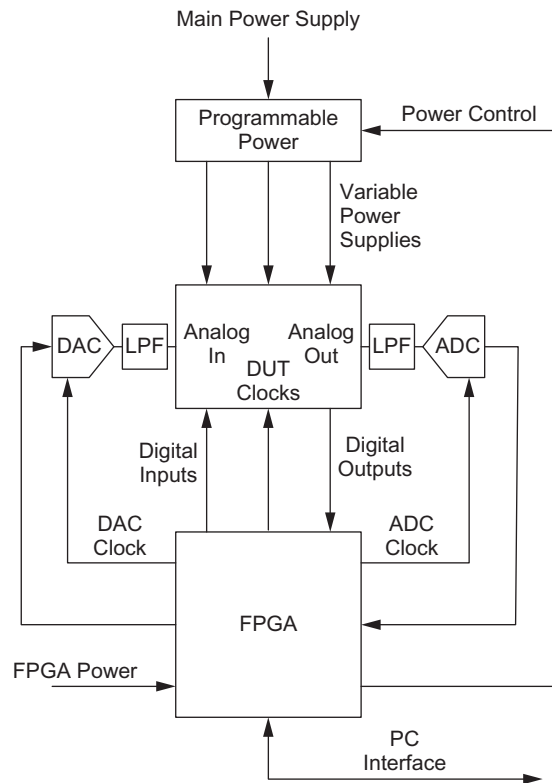 Main Power Supply
Programmable
Power
Power Control
Variable
Power
Supplies
DAC
LPF
Analog
In
Analog
Out
LPF
ADC
DUT
Clocks
Digital
Inputs
Digital
Outputs
DAC
Clock
ADC
Clock
FPGA
FPGA Power
PC
Interface